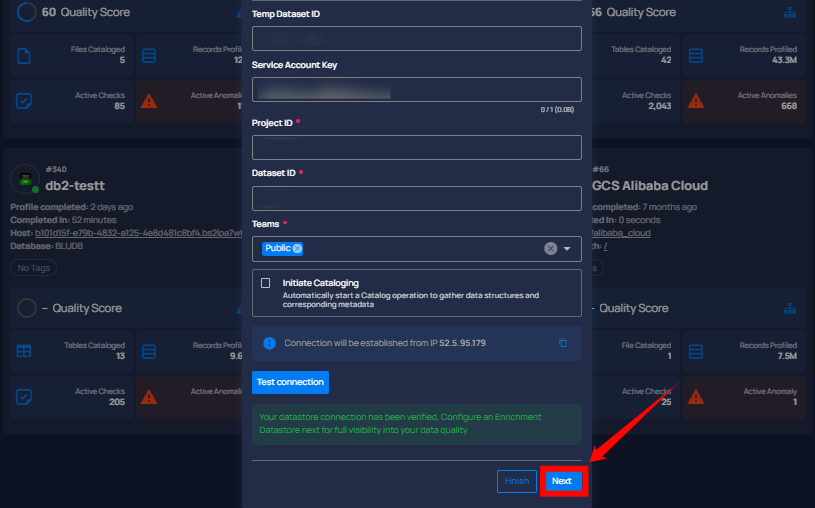 60 Quality Score
Files Cataloged
5
Records Profiled
Active Checks
85
Active Anomalies
#340
db2-testt
Profile completed: 2 days ago
Completed In: 52 minutes
Host: b101d15f-e79b-4832-a125-4e8d481c8bf4.bs2ipa7w
Database: BLUDB
No Tags
– Quality Score
Tables Cataloged
13
Records Profi
9.6
Active Checks
205
Active Anomali
Temp Dataset ID
Service Account Key
0 / 1 (0.0B)
Project ID *
Dataset ID *
Teams *
Public
Initiate Cataloging
Automatically start a Catalog operation to gather data structures and
corresponding metadata
Connection will be established from IP 52.5.95.179
Test connection
Your datastore connection has been verified. Configure an Enrichment
Datastore next for full visibility into your data quality
Finish
Next
Quality Score
Tables Cataloged
42
Records Profiled
43.3M
Active Checks
2,043
Active Anomalies
668
#66
GCS Alibaba Cloud
completed: 7 months ago
ted In: 0 seconds
/alibaba_cloud
th: /
– Quality Score
File Cataloged
1
Records Profiled
7.5M
Active Checks
25
Active Anomaly
1